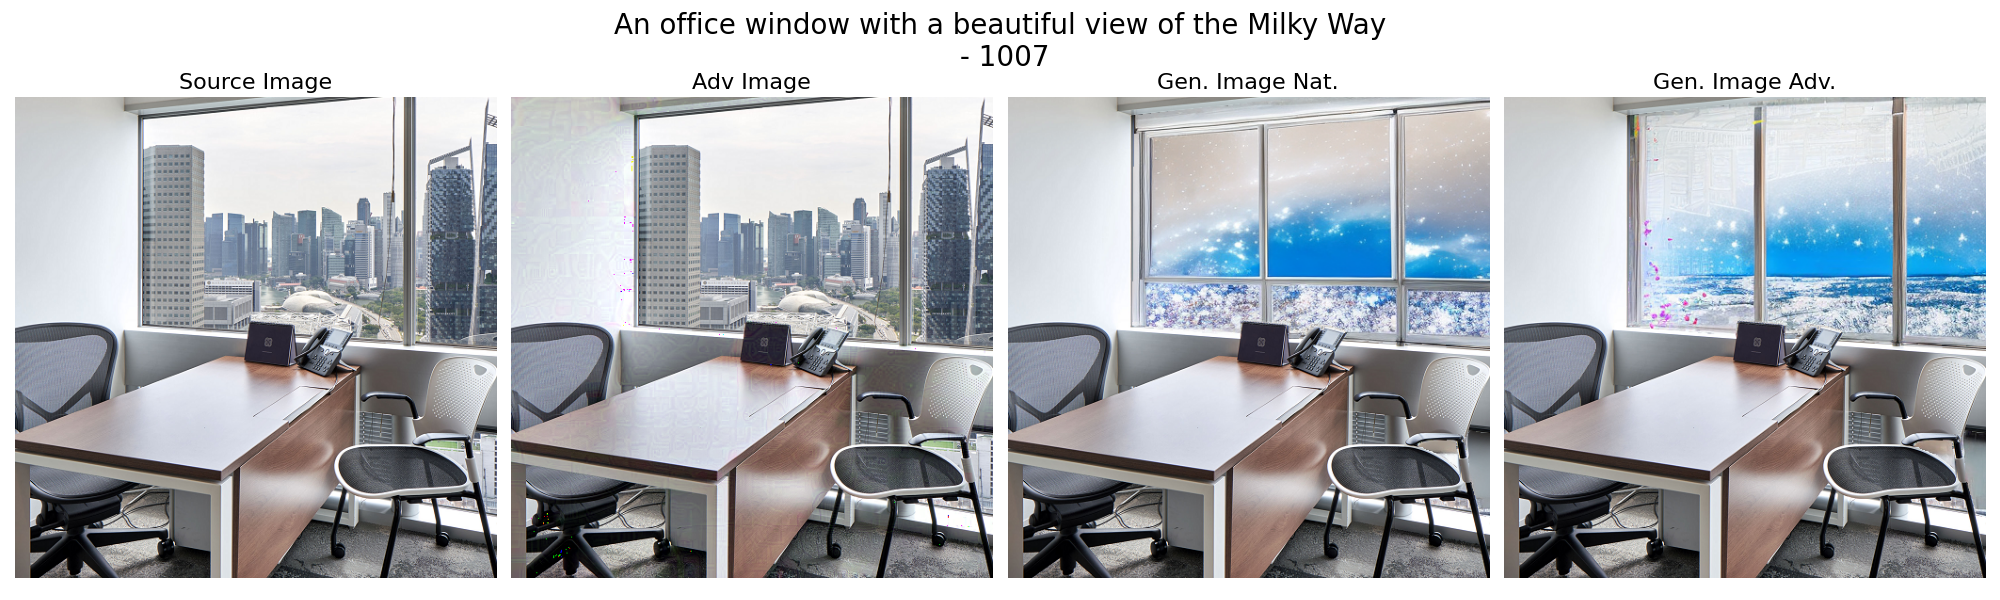 An office window with a beautiful view of the Milky Way
- 1007
Source Image
Adv Image
Gen. Image Nat.
Gen. Image Adv.